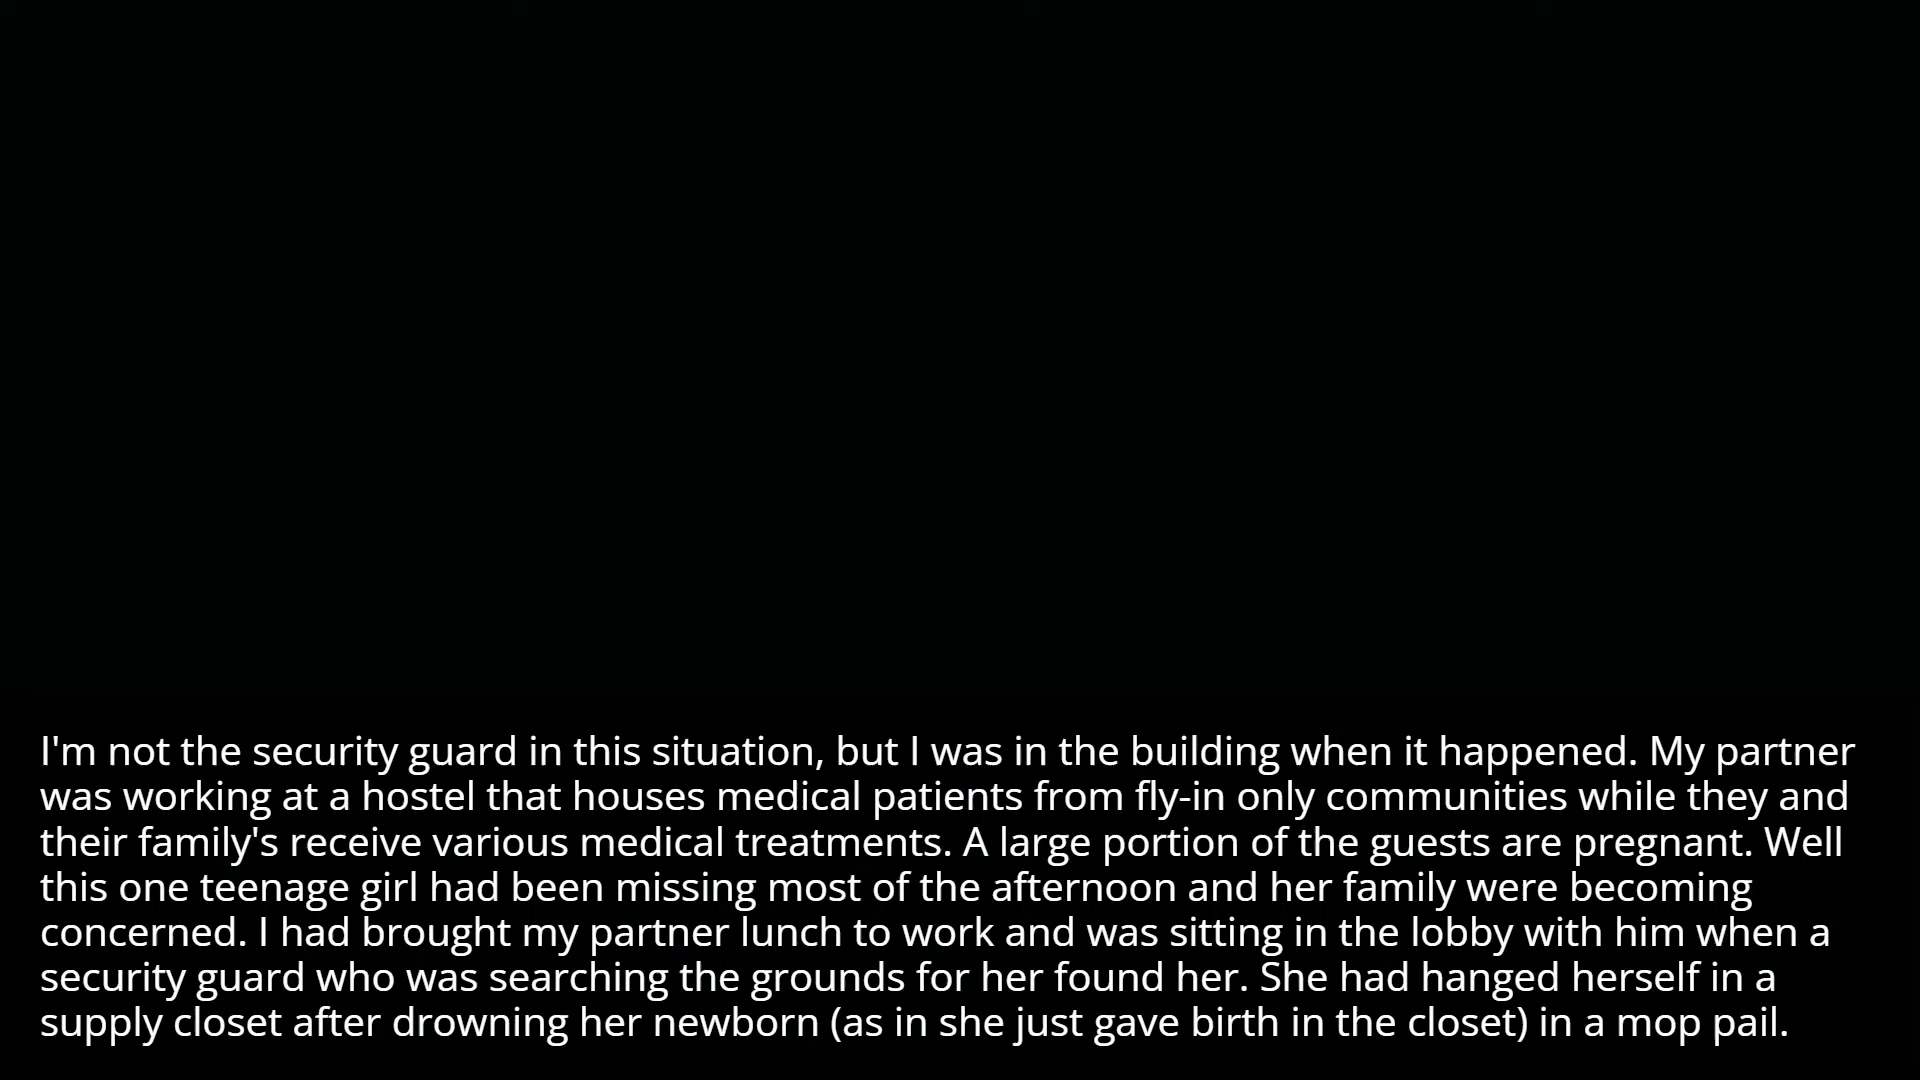 I'm not the security guard in this situation, but I was in the building when it happened. My partner
was working at a hostel that houses medical patients from fly-in only communities while they and
their family's receive various medical treatments. A large portion of the guests are pregnant. Well
this one teenage girl had been missing most of the afternoon and her family were becoming
concerned. I had brought my partner lunch to work and was sitting in the lobby with him when a
security guard who was searching the grounds for her found her. She had hanged herself in a
supply closet after drowning her newborn (as in she just gave birth in the closet) in a mop pail.